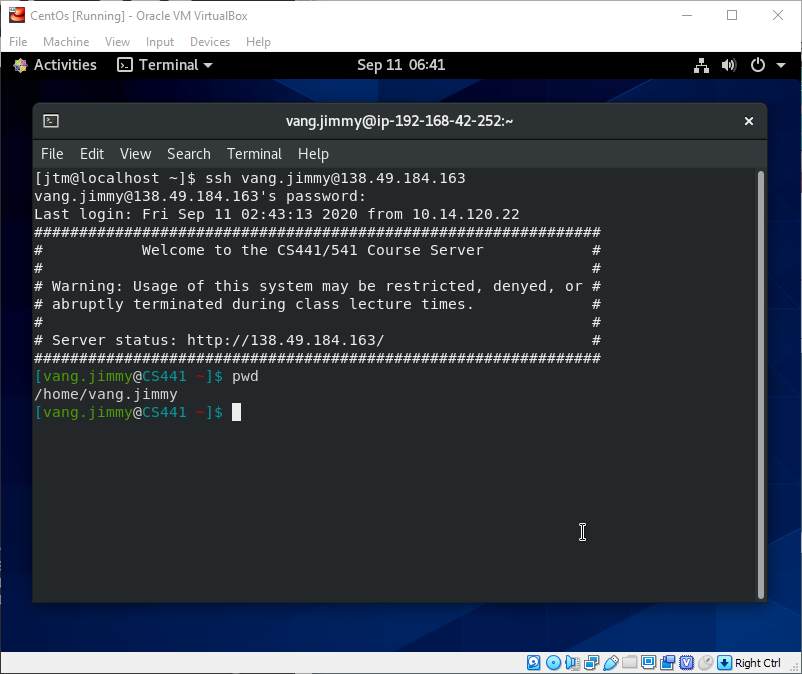 CentOs [Running] - Oracle VM VirtualBox
File Machine View Input Devices Help
Activities Terminal Sep 11 06:41
vang.jimmy@ip-192-168-42-252:~
File Edit View Search Terminal Help
[jtm@localhost ~]$ ssh vang.jimmy@138.49.184.163
vang.jimmy@138.49.184.163's password:
Last login: Fri Sep 11 02:43:13 2020 from 10.14.120.22
###############################################################
#           Welcome to the CS441/541 Course Server            #
#                                                             #
# Warning: Usage of this system may be restricted, denied, or #
# abruptly terminated during class lecture times.             #
#                                                             #
# Server status: http://138.49.184.163/                       #
###############################################################
[vang.jimmy@CS441 ~]$ pwd
/home/vang.jimmy
[vang.jimmy@CS441 ~]$
Right Ctrl